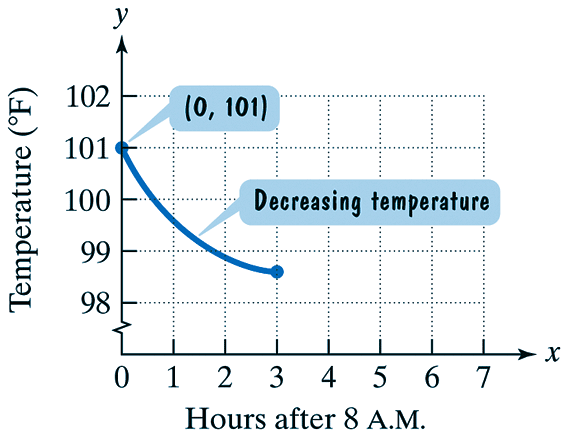 y
Temperature (°F)
102
101
100
99
98
(0, 101)
Decreasing temperature
0 1 2 3 4 5 6 7
x
Hours after 8 A.M.